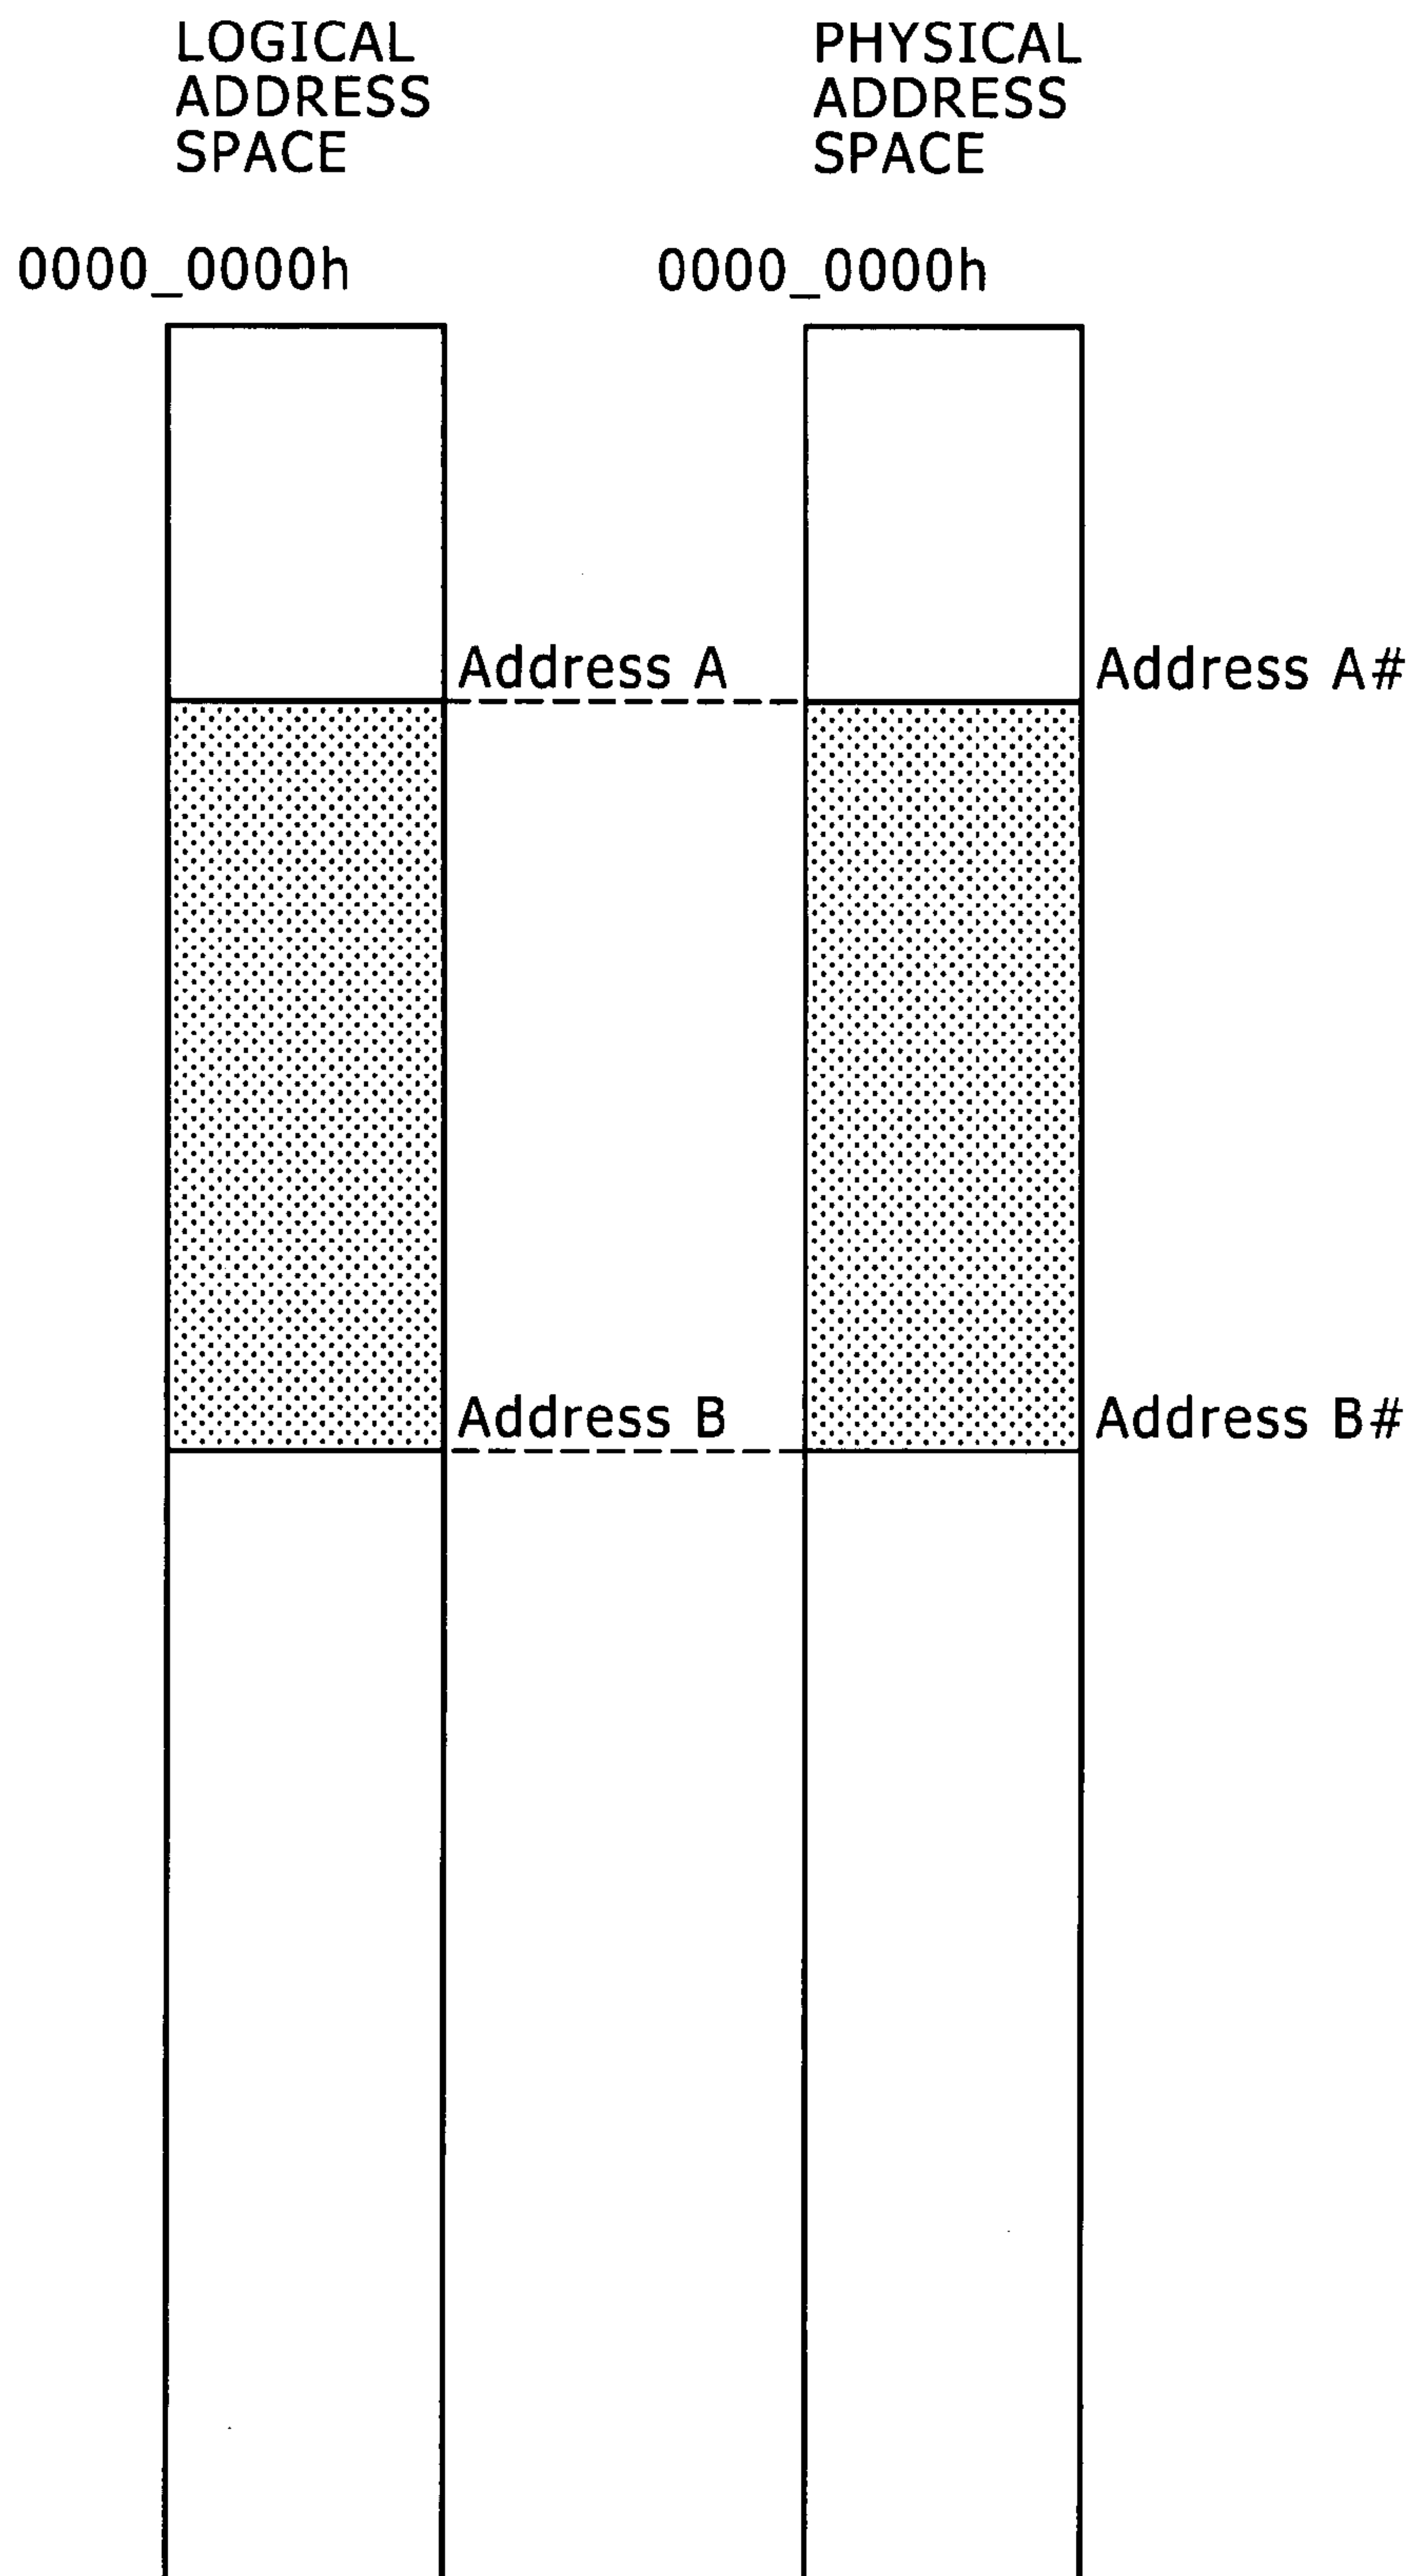 LOGICAL
ADDRESS
SPACE
PHYSICAL
ADDRESS
SPACE
0000_0000h
0000_0000h
Address A
Address A#
Address B
Address B#